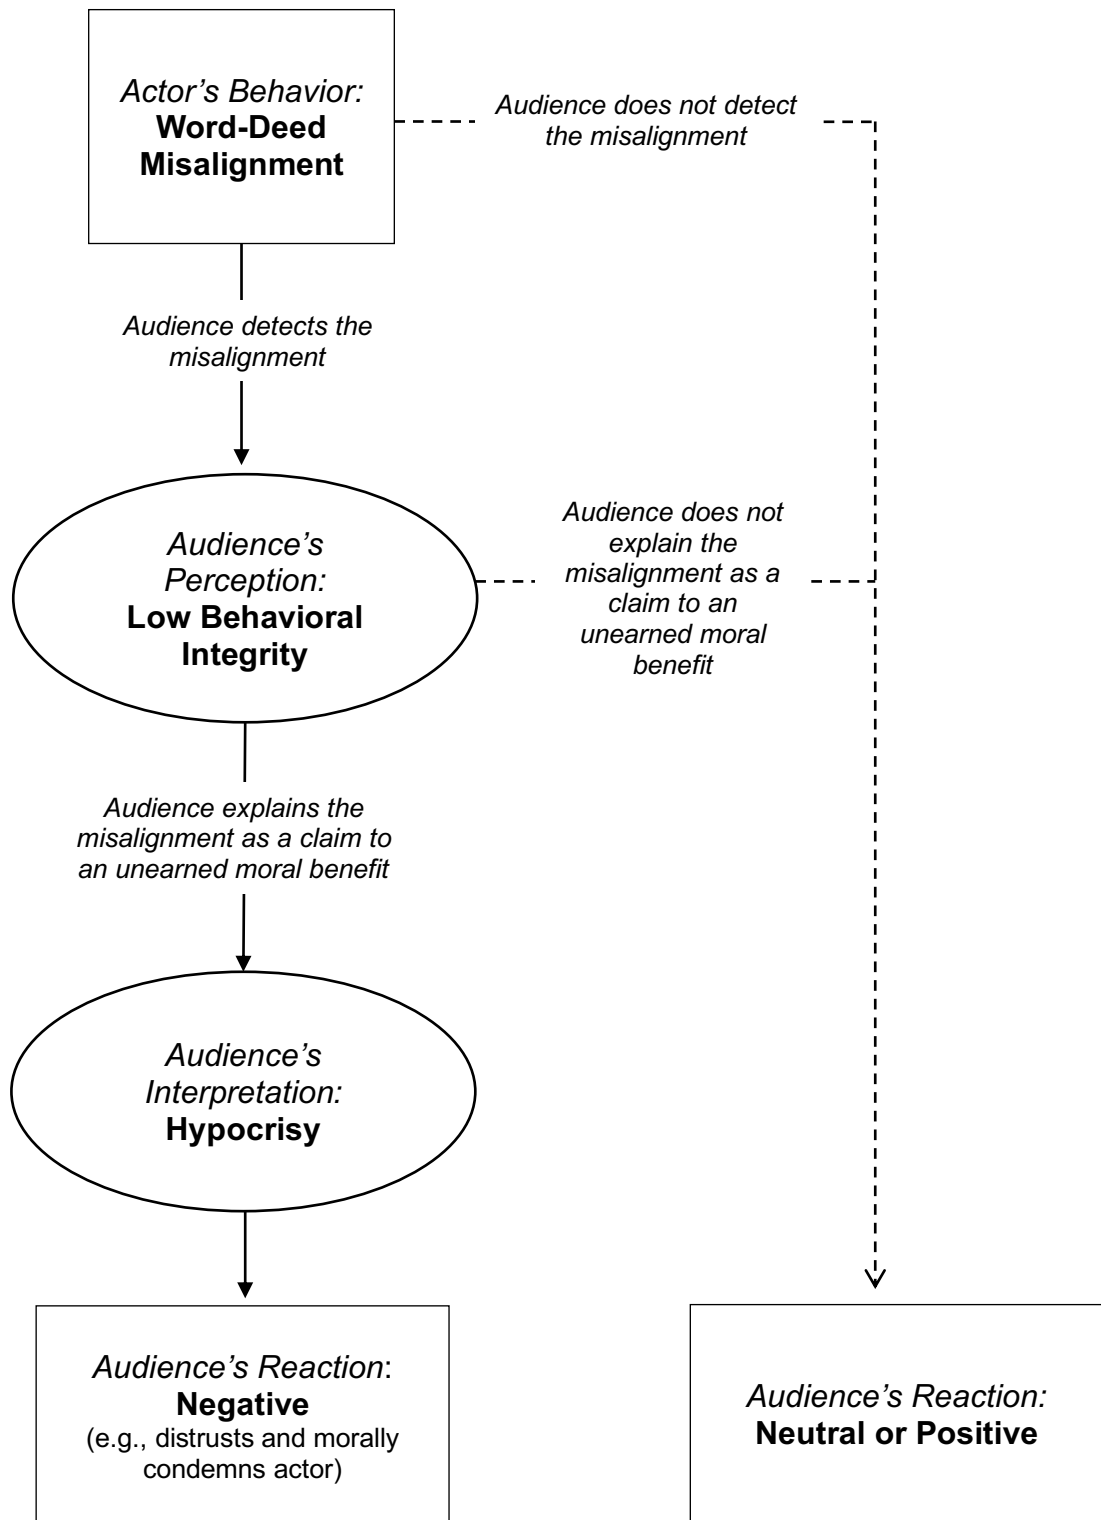 Actor’s Behavior:
Word-Deed
Misalignment
Audience does not detect
the misalignment
Audience detects the
misalignment
Audience’s
Perception:
Low Behavioral
Integrity
Audience does not
explain the
misalignment as a
claim to an
unearned moral
benefit
Audience explains the
misalignment as a claim to
an unearned moral benefit
Audience’s
Interpretation:
Hypocrisy
Audience’s Reaction:
Negative
(e.g., distrusts and morally
condemns actor)
Audience’s Reaction:
Neutral or Positive